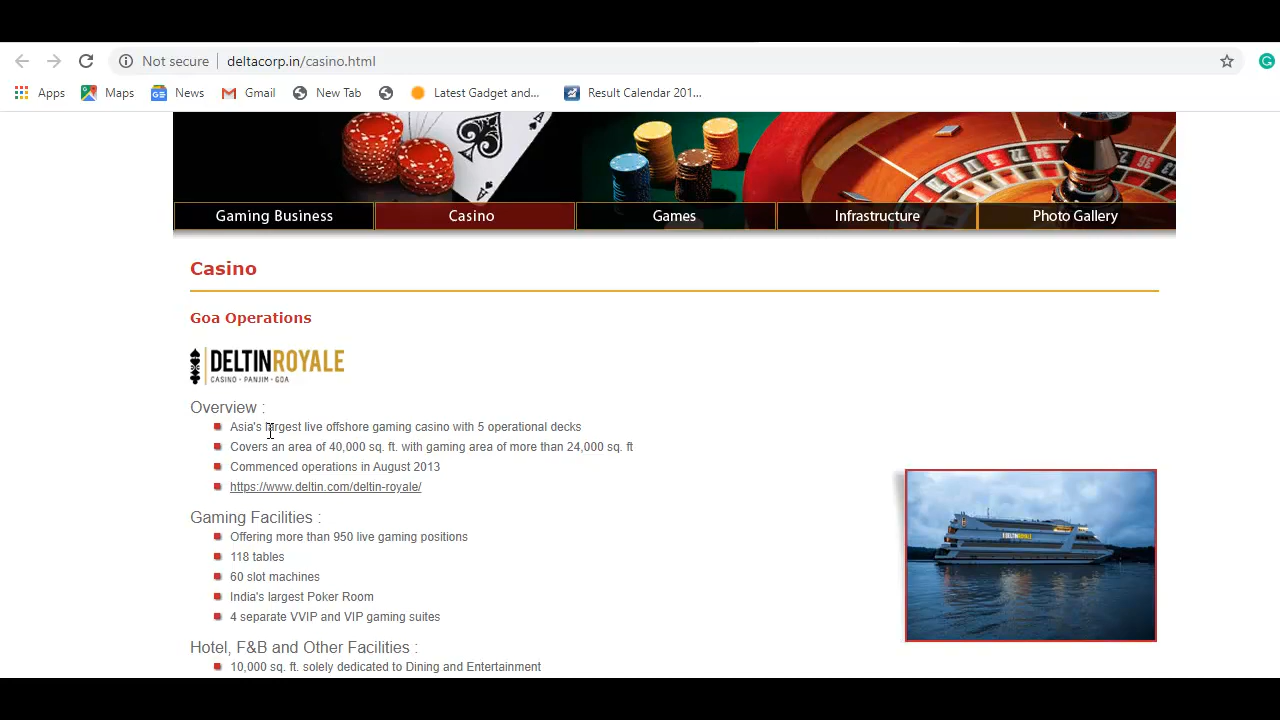 Not secure
deltacorp.in/casino.html
Apps
Maps
News
Gmail
New Tab
Latest Gadget and...
Result Calendar 201...
A
Gaming Business
Casino
Games
Infrastructure
Photo Gallery
Casino
Goa Operations
DELTINROYALE
CASINO - PANJIM - GOA
Overview :
Asia's largest live offshore gaming casino with 5 operational decks
Covers an area of 40,000 sq. ft. with gaming area of more than 24,000 sq. ft
Commenced operations in August 2013
https://www.deltin.com/deltin-royale/
Gaming Facilities :
Offering more than 950 live gaming positions
118 tables
60 slot machines
India's largest Poker Room
4 separate VVIP and VIP gaming suites
DELTINROYALE
Hotel, F&B and Other Facilities :
10,000 sq. ft. solely dedicated to Dining and Entertainment